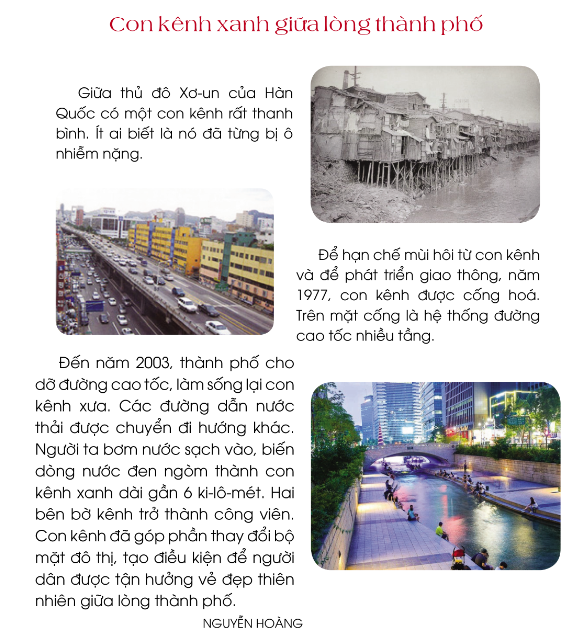 Con kênh xanh giữa lòng thành phố
Giữa thủ đô Xơ-un của Hàn
Quốc có một con kênh rất thanh
bình. Ít ai biết là nó đã từng bị ô
nhiễm nặng.
Để hạn chế mùi hôi từ con kênh
và để phát triển giao thông, năm
1977, con kênh được cống hoá.
Trên mặt cống là hệ thống đường
cao tốc nhiều tầng.
Đến năm 2003, thành phố cho
dỡ đường cao tốc, làm sống lại con
kênh xưa. Các đường dẫn nước
thải được chuyển đi hướng khác.
Người ta bơm nước sạch vào, biến
dòng nước đen ngòm thành con
kênh xanh dài gần 6 ki-lô-mét. Hai
bên bờ kênh trở thành công viên.
Con kênh đã góp phần thay đổi bộ
mặt đô thị, tạo điều kiện để người
dân được tận hưởng vẻ đẹp thiên
nhiên giữa lòng thành phố.
NGUYỄN HOÀNG